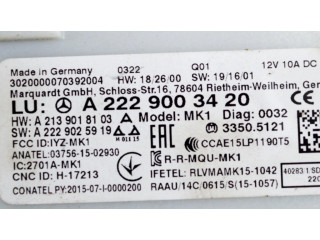 Made in Germany 0322 Q01 12V 10A DC
3020000070392004 HW: 18/26/00 SW: 19/16/01
Marquardt GmbH, Schloss-Str.16, 78604 Rietheim-Weilheim, Germ
LU: A 222 900 34 20
HW: A 213 901 81 03 Model: MK1 Diag: 0032
SW: A 222 902 59 19 3350.5121
FCC ID: IYZ-MK1 CCAE15LP1190T5
ANATEL: 03756-15-02930
IC: 2701A-MK1 R-R-MQU-MK1
CNC ID: H-17213 IFETEL: RLVMAMK15-1042
CONATEL PY: 2015-07-I-0000200 RAAU/14C/0615/S(15-1057)
40283.1 SD